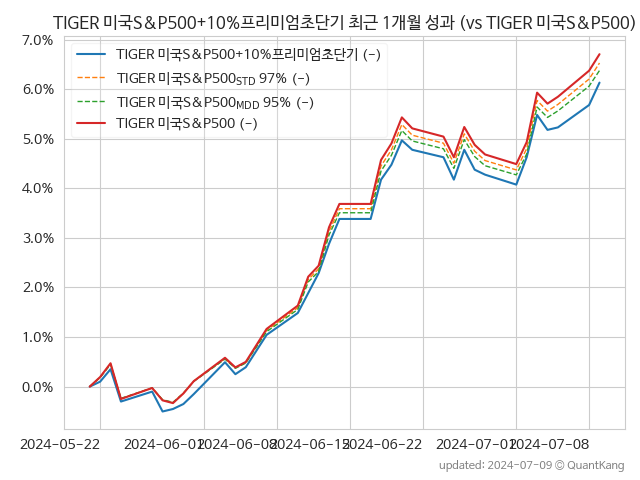 TIGER 미국S&P500+10%프리미엄초단기 최근 1개월 성과 (vs TIGER 미국S&P500)
7.0%
6.0%
5.0%
4.0%
3.0%
2.0%
1.0%
0.0%
TIGER 미국S&P500+10%프리미엄초단기 (-)
TIGER 미국S&P500STD 97% (-)
TIGER 미국S&P500MDD 95% (-)
TIGER 미국S&P500 (-)
2024-05-22 2024-06-01 2024-06-08 2024-06-15 2024-06-22 2024-07-01 2024-07-08
updated: 2024-07-09 © QuantKang